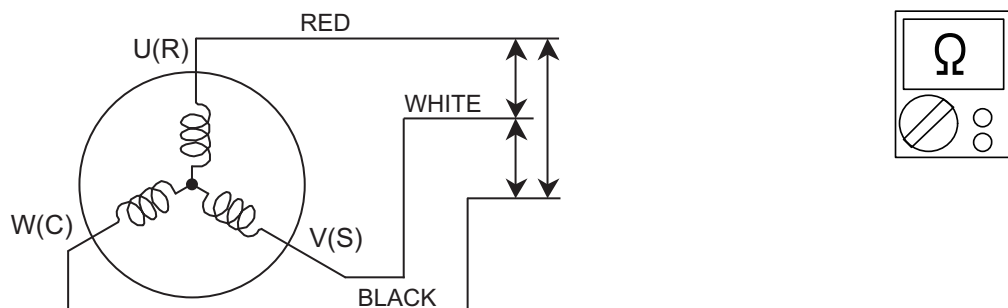 RED
U(R)
Ω
WHITE
W(C)
V(S)
BLACK